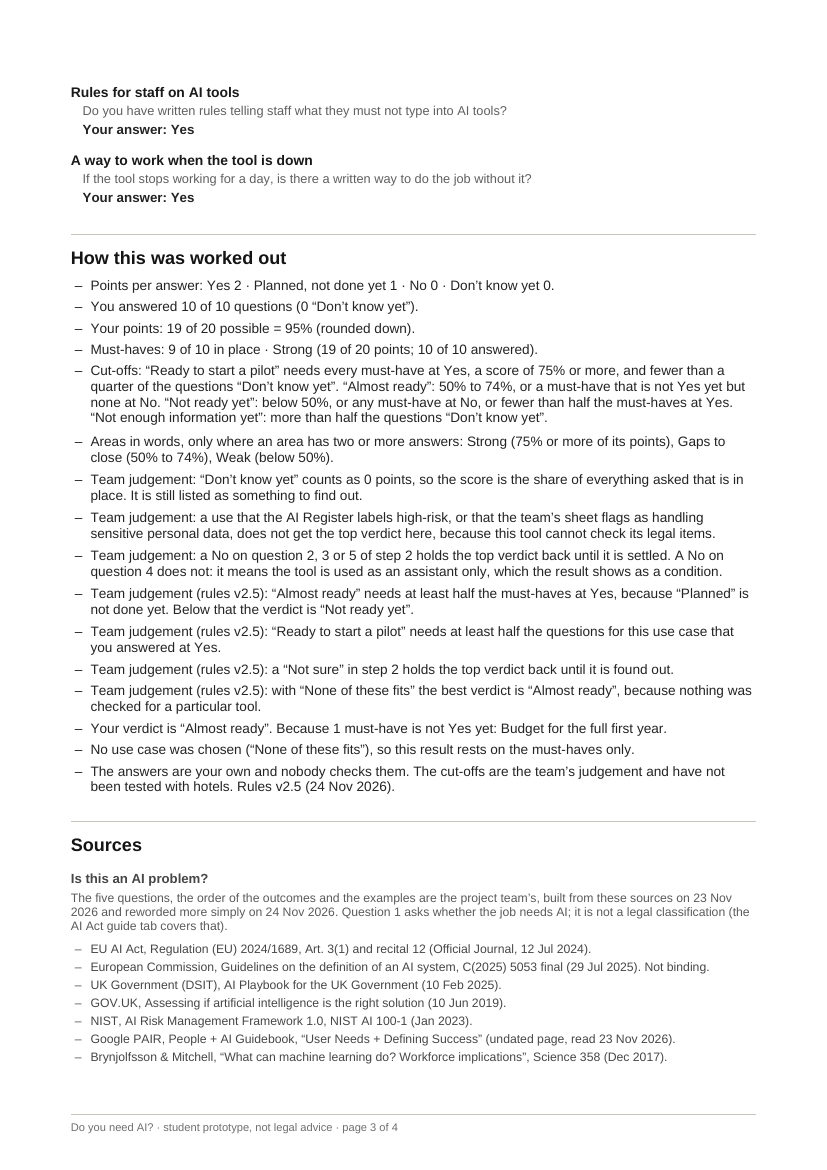 Rules for staff on AI tools
Do you have written rules telling staff what they must not type into AI tools?
Your answer: Yes
A way to work when the tool is down
If the tool stops working for a day, is there a written way to do the job without it?
Your answer: Yes
How this was worked out
– Points per answer: Yes 2 · Planned, not done yet 1 · No 0 · Don’t know yet 0.
– You answered 10 of 10 questions (0 “Don’t know yet”).
– Your points: 19 of 20 possible = 95% (rounded down).
– Must-haves: 9 of 10 in place · Strong (19 of 20 points; 10 of 10 answered).
– Cut-offs: “Ready to start a pilot” needs every must-have at Yes, a score of 75% or more, and fewer than a
quarter of the questions “Don’t know yet”. “Almost ready”: 50% to 74%, or a must-have that is not Yes yet but
none at No. “Not ready yet”: below 50%, or any must-have at No, or fewer than half the must-haves at Yes.
“Not enough information yet”: more than half the questions “Don’t know yet”.
– Areas in words, only where an area has two or more answers: Strong (75% or more of its points), Gaps to
close (50% to 74%), Weak (below 50%).
– Team judgement: “Don’t know yet” counts as 0 points, so the score is the share of everything asked that is in
place. It is still listed as something to find out.
– Team judgement: a use that the AI Register labels high-risk, or that the team’s sheet flags as handling
sensitive personal data, does not get the top verdict here, because this tool cannot check its legal items.
– Team judgement: a No on question 2, 3 or 5 of step 2 holds the top verdict back until it is settled. A No on
question 4 does not: it means the tool is used as an assistant only, which the result shows as a condition.
– Team judgement (rules v2.5): “Almost ready” needs at least half the must-haves at Yes, because “Planned” is
not done yet. Below that the verdict is “Not ready yet”.
– Team judgement (rules v2.5): “Ready to start a pilot” needs at least half the questions for this use case that
you answered at Yes.
– Team judgement (rules v2.5): a “Not sure” in step 2 holds the top verdict back until it is found out.
– Team judgement (rules v2.5): with “None of these fits” the best verdict is “Almost ready”, because nothing was
checked for a particular tool.
– Your verdict is “Almost ready”. Because 1 must-have is not Yes yet: Budget for the full first year.
– No use case was chosen (“None of these fits”), so this result rests on the must-haves only.
– The answers are your own and nobody checks them. The cut-offs are the team’s judgement and have not
been tested with hotels. Rules v2.5 (24 Nov 2026).
Sources
Is this an AI problem?
The five questions, the order of the outcomes and the examples are the project team’s, built from these sources on 23 Nov
2026 and reworded more simply on 24 Nov 2026. Question 1 asks whether the job needs AI; it is not a legal classification (the
AI Act guide tab covers that).
– EU AI Act, Regulation (EU) 2024/1689, Art. 3(1) and recital 12 (Official Journal, 12 Jul 2024).
– European Commission, Guidelines on the definition of an AI system, C(2025) 5053 final (29 Jul 2025). Not binding.
– UK Government (DSIT), AI Playbook for the UK Government (10 Feb 2025).
– GOV.UK, Assessing if artificial intelligence is the right solution (10 Jun 2019).
– NIST, AI Risk Management Framework 1.0, NIST AI 100-1 (Jan 2023).
– Google PAIR, People + AI Guidebook, “User Needs + Defining Success” (undated page, read 23 Nov 2026).
– Brynjolfsson & Mitchell, “What can machine learning do? Workforce implications”, Science 358 (Dec 2017).
Do you need AI? · student prototype, not legal advice · page 3 of 4